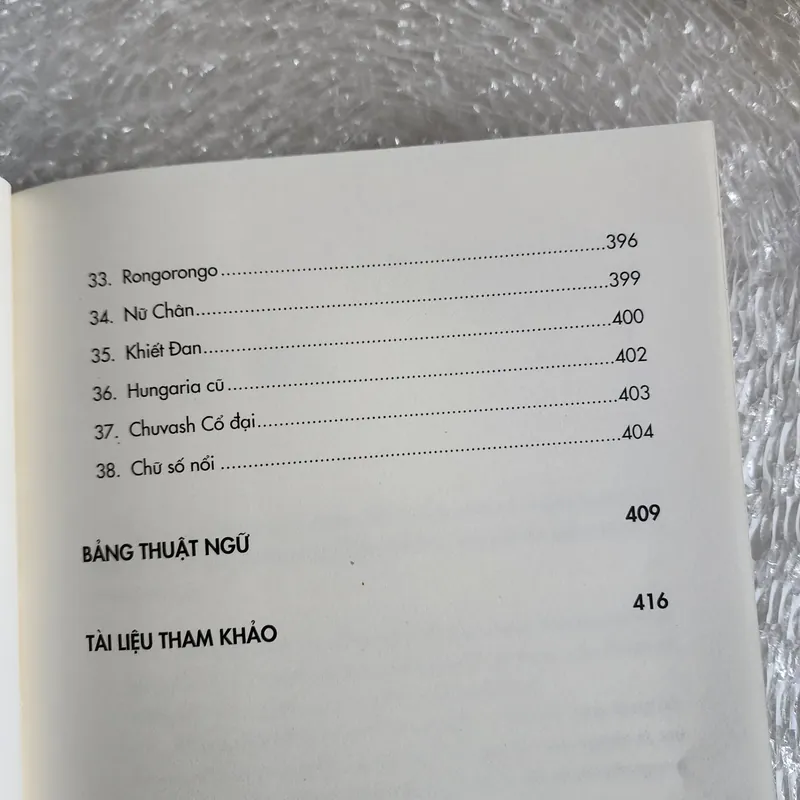 33. Rongorongo....................396
34. Nữ Chân....................399
35. Khiết Đan....................400
36. Hungaria cũ....................402
37. Chuvash Cổ đại....................403
38. Chữ số nổi....................404
BẢNG THUẬT NGỮ 409
TÀI LIỆU THAM KHẢO 416